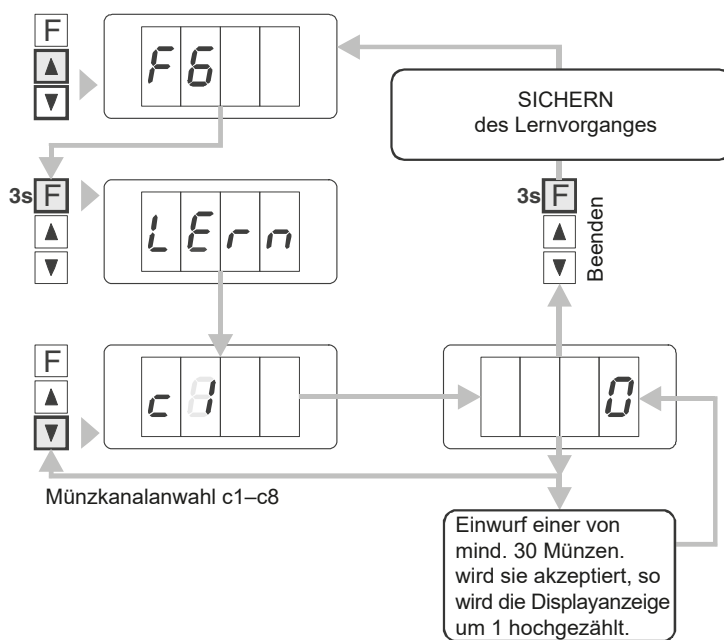 F
▲
▼
F6
SICHERN
des Lernvorganges
3s F
▲
▼
LErn
3s F
▲
▼
Beenden
F
▲
▼
c1
0
Münzkanalanwahl c1–c8
Einwurf einer von
mind. 30 Münzen.
wird sie akzeptiert, so
wird die Displayanzeige
um 1 hochgezählt.